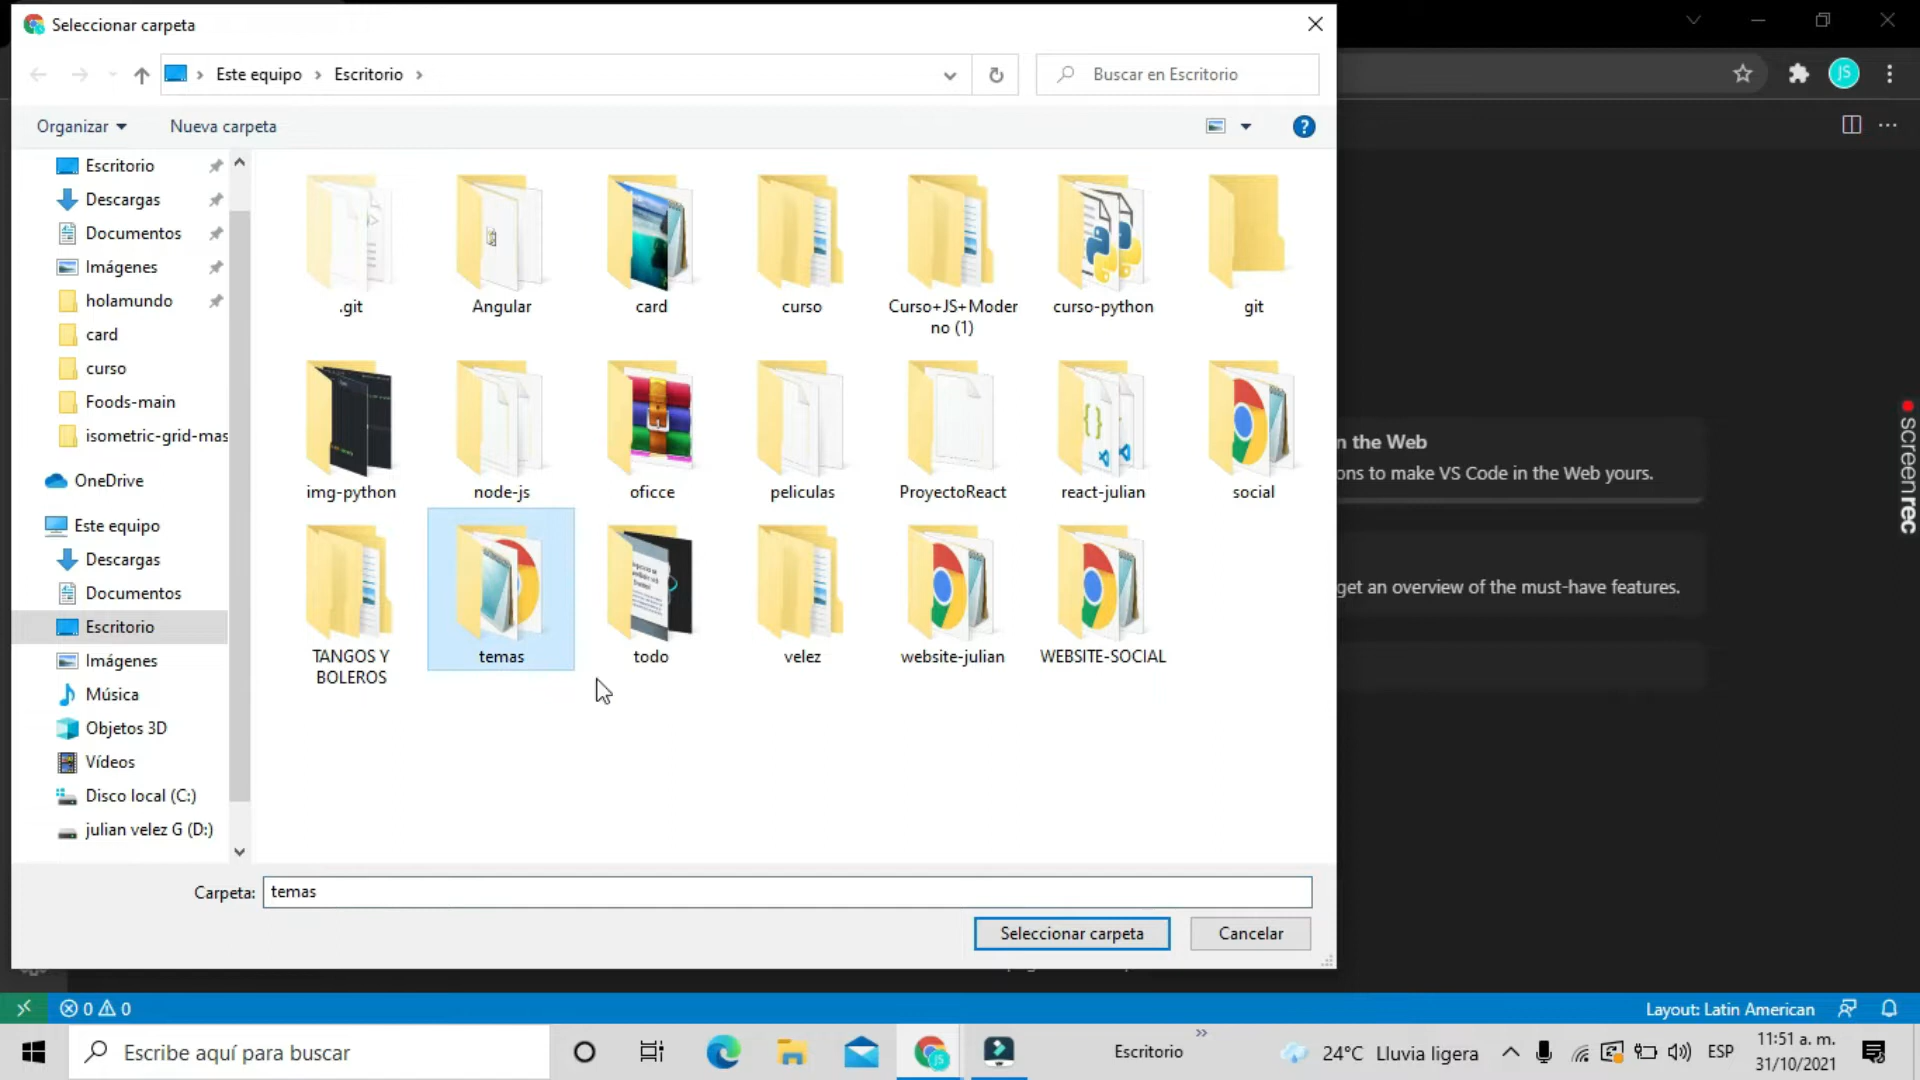 Seleccionar carpeta
Este equipo
Escritorio
Buscar en Escritorio
JS
Organizar
Nueva carpeta
?
Escritorio
Descargas
Documentos
Imágenes
holamundo
card
curso
Foods-main
isometric-grid-mas
OneDrive
Este equipo
Descargas
Documentos
Escritorio
Imágenes
Música
Objetos 3D
Vídeos
Disco local (C:)
julian velez G (D:)
.git
Angular
card
curso
Curso+JS+Moder
no (1)
curso-python
git
img-python
node-js
oficce
peliculas
ProyectoReact
react-julian
social
TANGOS Y
BOLEROS
temas
todo
velez
website-julian
WEBSITE-SOCIAL
n the Web
ons to make VS Code in the Web yours.
get an overview of the must-have features.
screenrec
Carpeta:
temas
Seleccionar carpeta
Cancelar
0
0
Layout: Latin American
Escribe aquí para buscar
JS
Escritorio
24°C Lluvia ligera
ESP
11:51 a. m.
31/10/2021